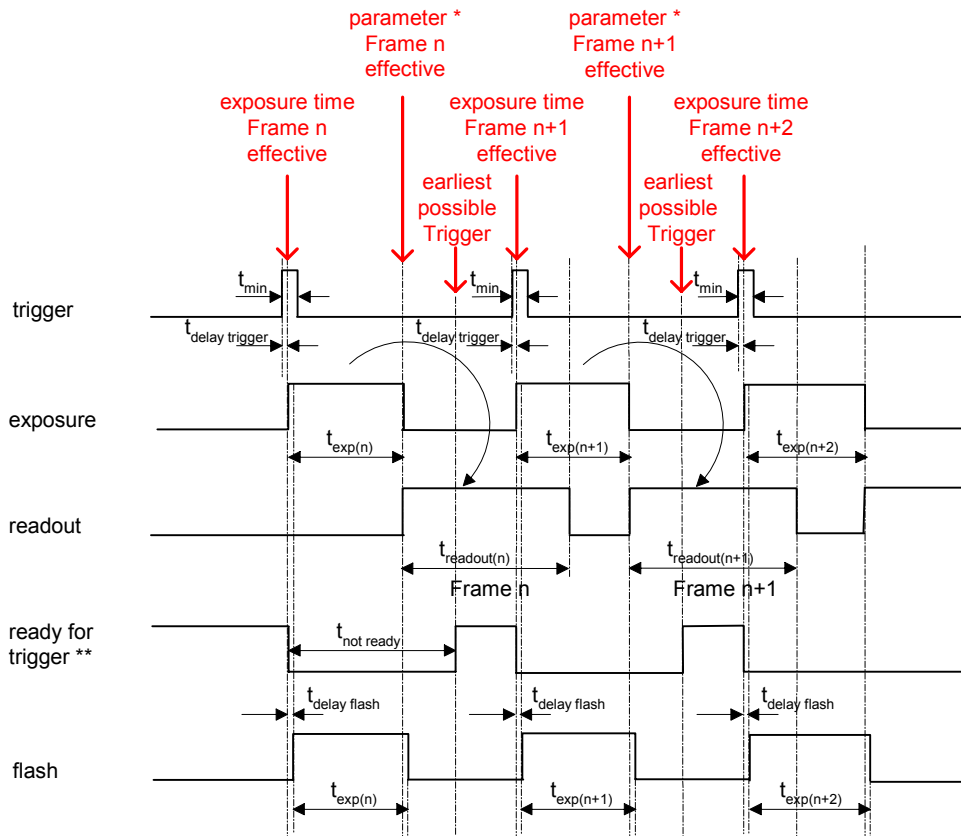 parameter *
Frame n
effective
parameter *
Frame n+1
effective
exposure time
Frame n
effective
exposure time
Frame n+1
effective
exposure time
Frame n+2
effective
earliest
possible
Trigger
earliest
possible
Trigger
trigger
tmin
tmin
tmin
tdelay trigger
tdelay trigger
tdelay trigger
exposure
texp(n)
texp(n+1)
texp(n+2)
readout
treadout(n)
treadout(n+1)
Frame n
Frame n+1
ready for
trigger **
tnot ready
tdelay flash
tdelay flash
tdelay flash
flash
texp(n)
texp(n+1)
texp(n+2)